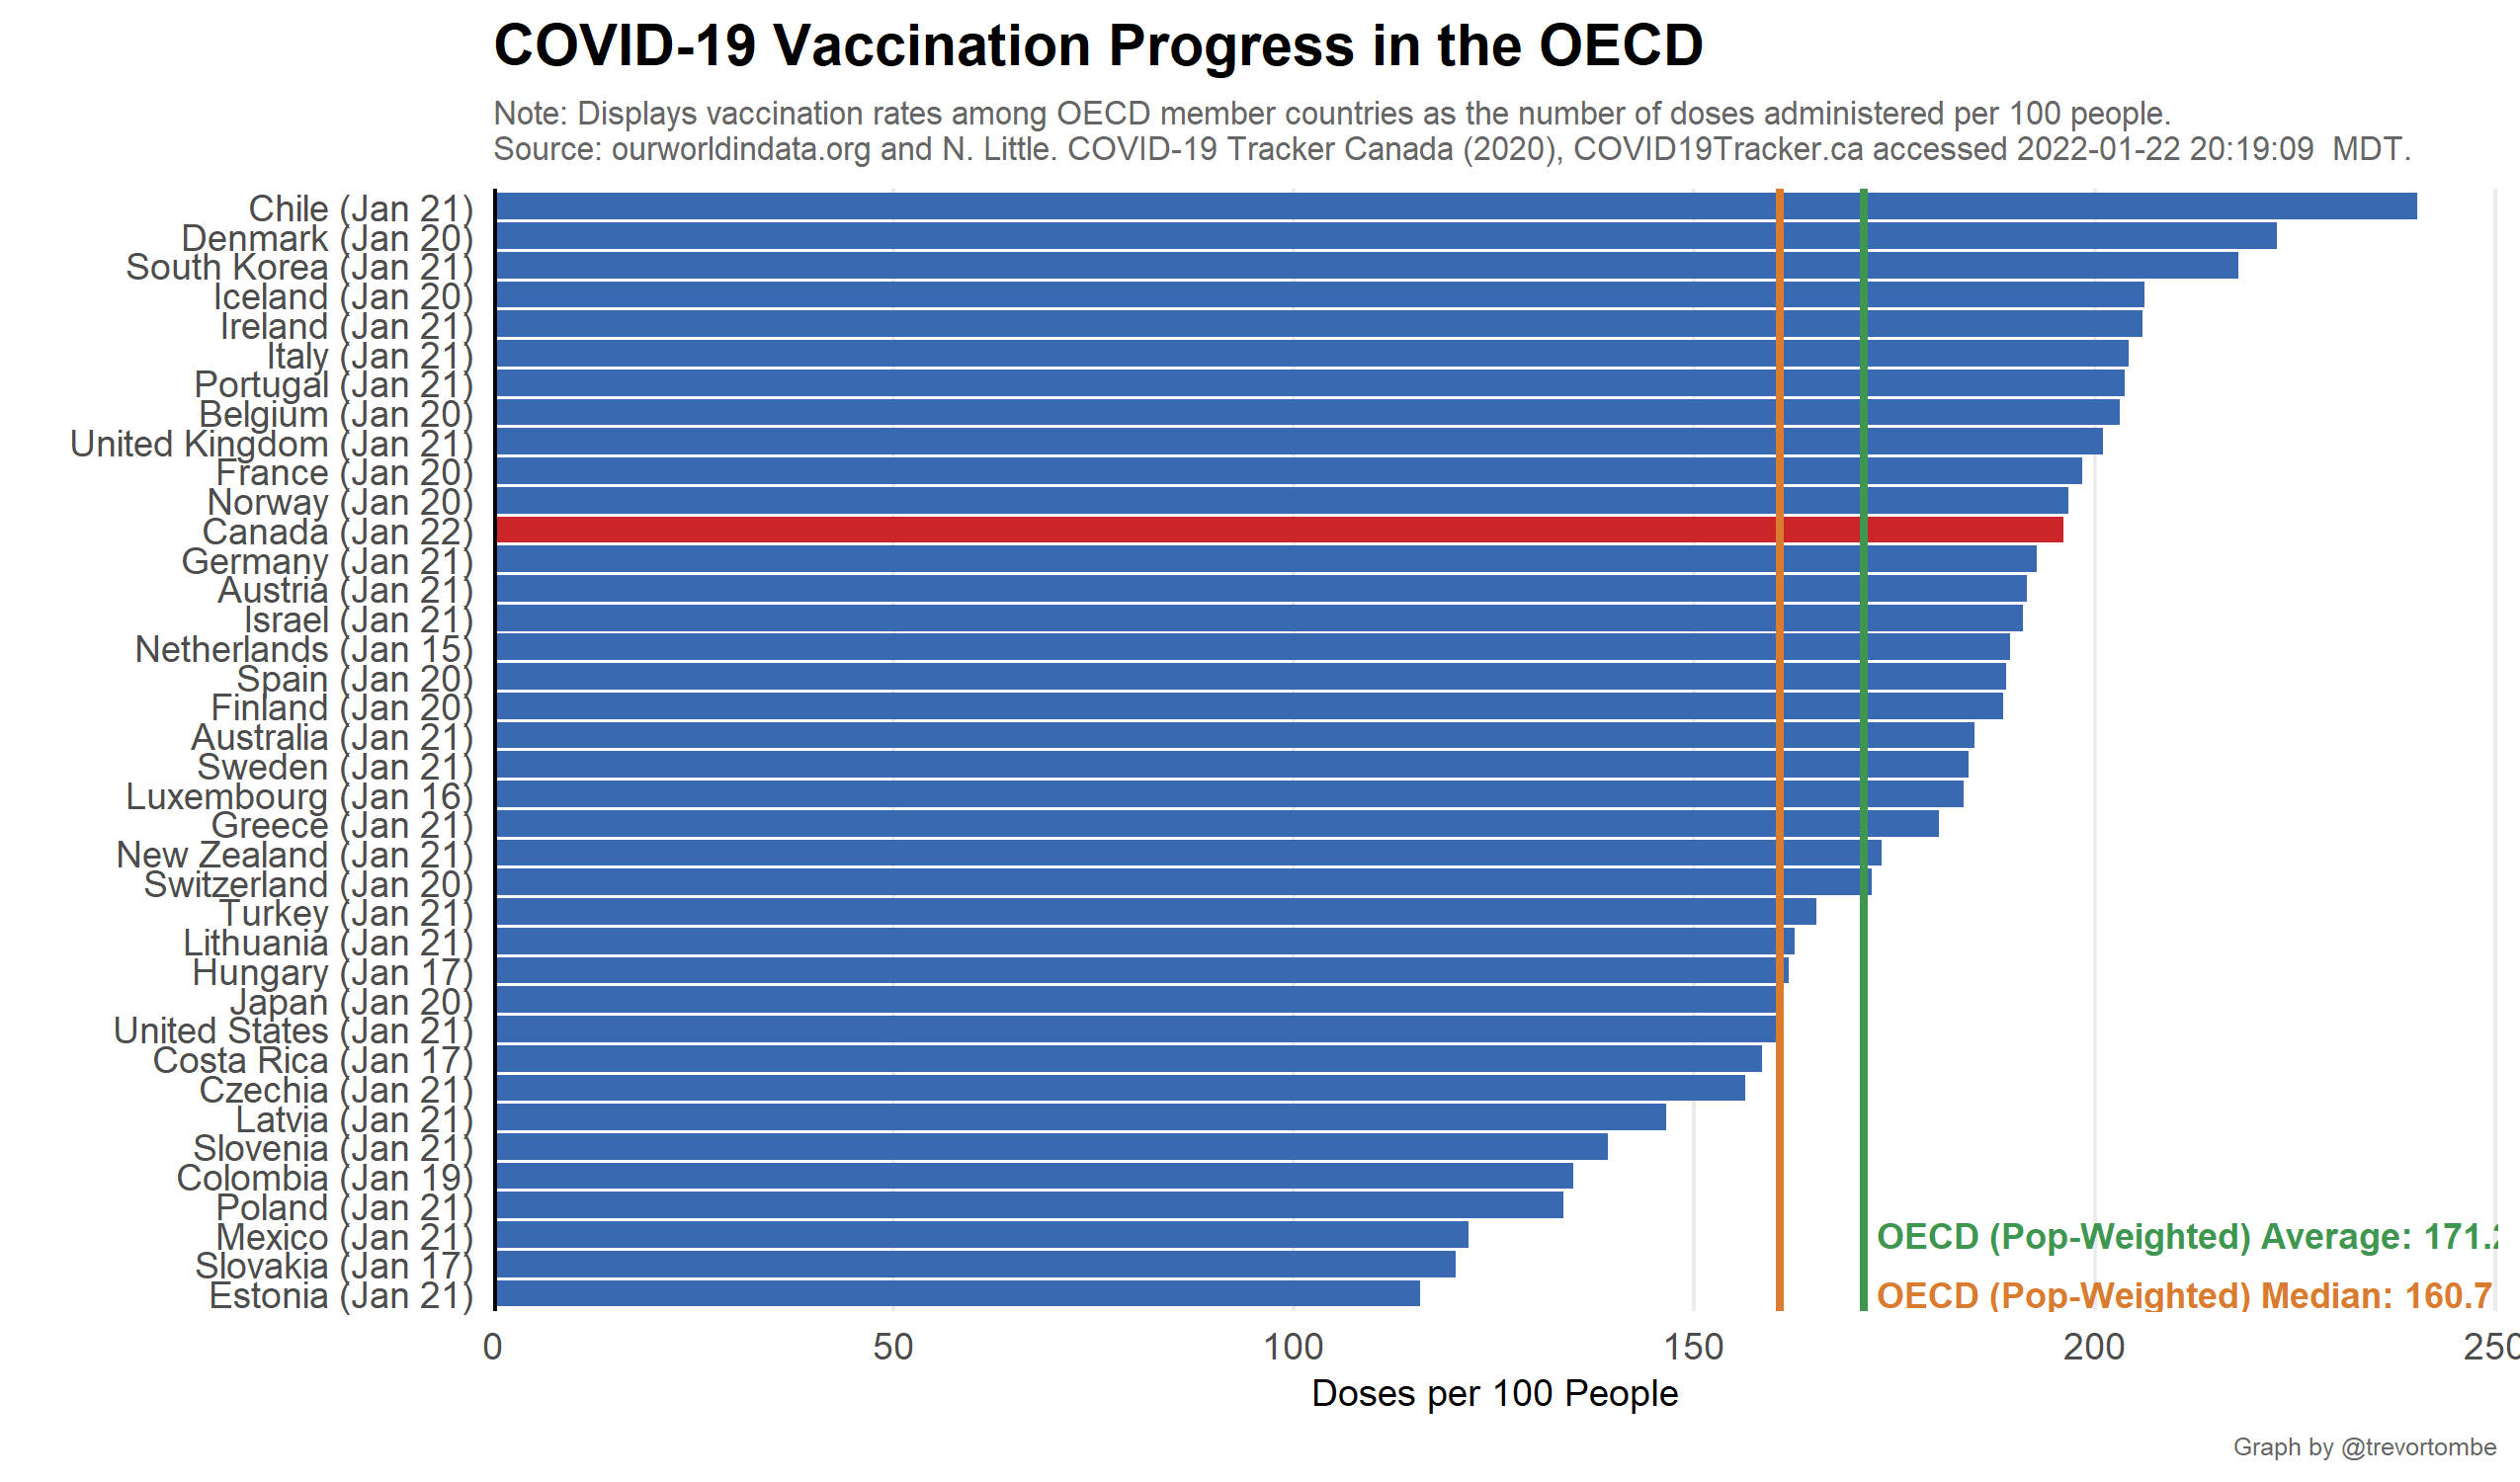 COVID-19 Vaccination Progress in the OECD
Note: Displays vaccination rates among OECD member countries as the number of doses administered per 100 people.
Source: ourworldindata.org and N. Little. COVID-19 Tracker Canada (2020), COVID19Tracker.ca accessed 2022-01-22 20:19:09  MDT.
Chile (Jan 21)
Denmark (Jan 20)
South Korea (Jan 21)
Iceland (Jan 20)
Ireland (Jan 21)
Italy (Jan 21)
Portugal (Jan 21)
Belgium (Jan 20)
United Kingdom (Jan 21)
France (Jan 20)
Norway (Jan 20)
Canada (Jan 22)
Germany (Jan 21)
Austria (Jan 21)
Israel (Jan 21)
Netherlands (Jan 15)
Spain (Jan 20)
Finland (Jan 20)
Australia (Jan 21)
Sweden (Jan 21)
Luxembourg (Jan 16)
Greece (Jan 21)
New Zealand (Jan 21)
Switzerland (Jan 20)
Turkey (Jan 21)
Lithuania (Jan 21)
Hungary (Jan 17)
Japan (Jan 20)
United States (Jan 21)
Costa Rica (Jan 17)
Czechia (Jan 21)
Latvia (Jan 21)
Slovenia (Jan 21)
Colombia (Jan 19)
Poland (Jan 21)
Mexico (Jan 21)
Slovakia (Jan 17)
Estonia (Jan 21)
OECD (Pop-Weighted) Average: 171.2
OECD (Pop-Weighted) Median: 160.7
0 50 100 150 200 250
Doses per 100 People
Graph by @trevortombe